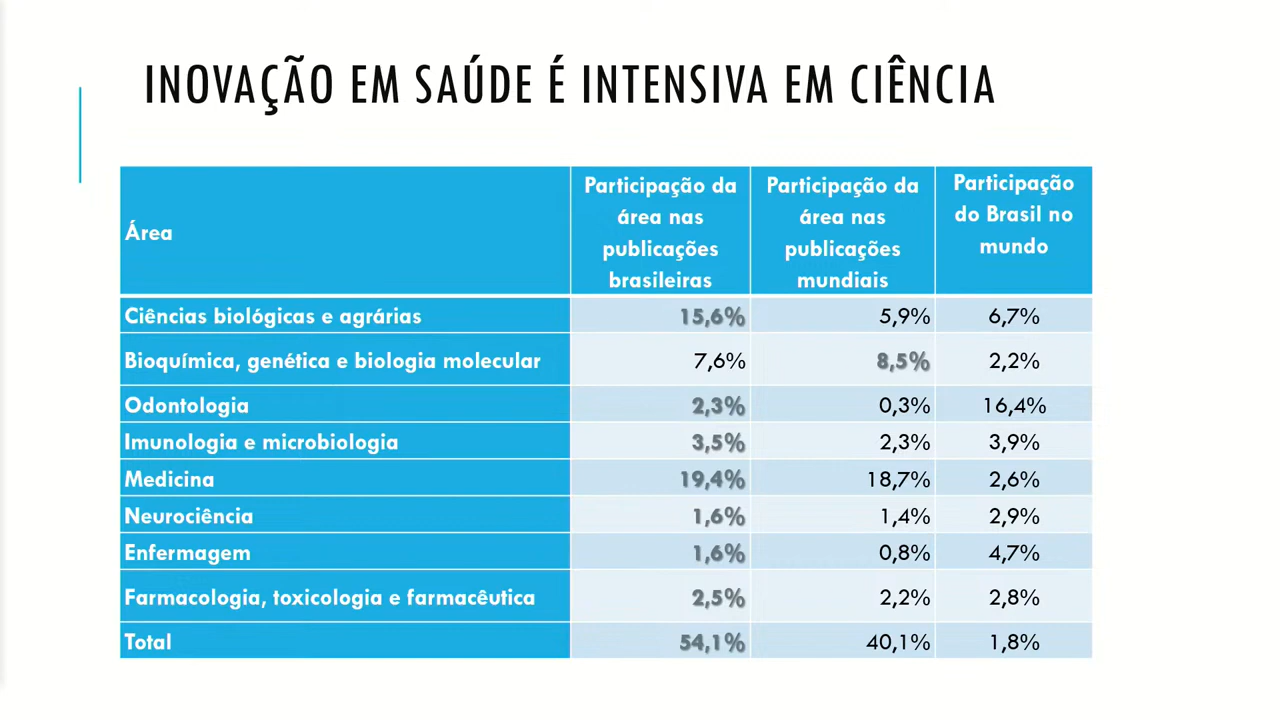 INOVAÇÃO EM SAÚDE É INTENSIVA EM CIÊNCIA
Área
Participação da
área nas
publicações
brasileiras
Participação da
área nas
publicações
mundiais
Participação
do Brasil no
mundo
Ciências biológicas e agrárias 15,6% 5,9% 6,7%
Bioquímica, genética e biologia molecular 7,6% 8,5% 2,2%
Odontologia 2,3% 0,3% 16,4%
Imunologia e microbiologia 3,5% 2,3% 3,9%
Medicina 19,4% 18,7% 2,6%
Neurociência 1,6% 1,4% 2,9%
Enfermagem 1,6% 0,8% 4,7%
Farmacologia, toxicologia e farmacêutica 2,5% 2,2% 2,8%
Total 54,1% 40,1% 1,8%